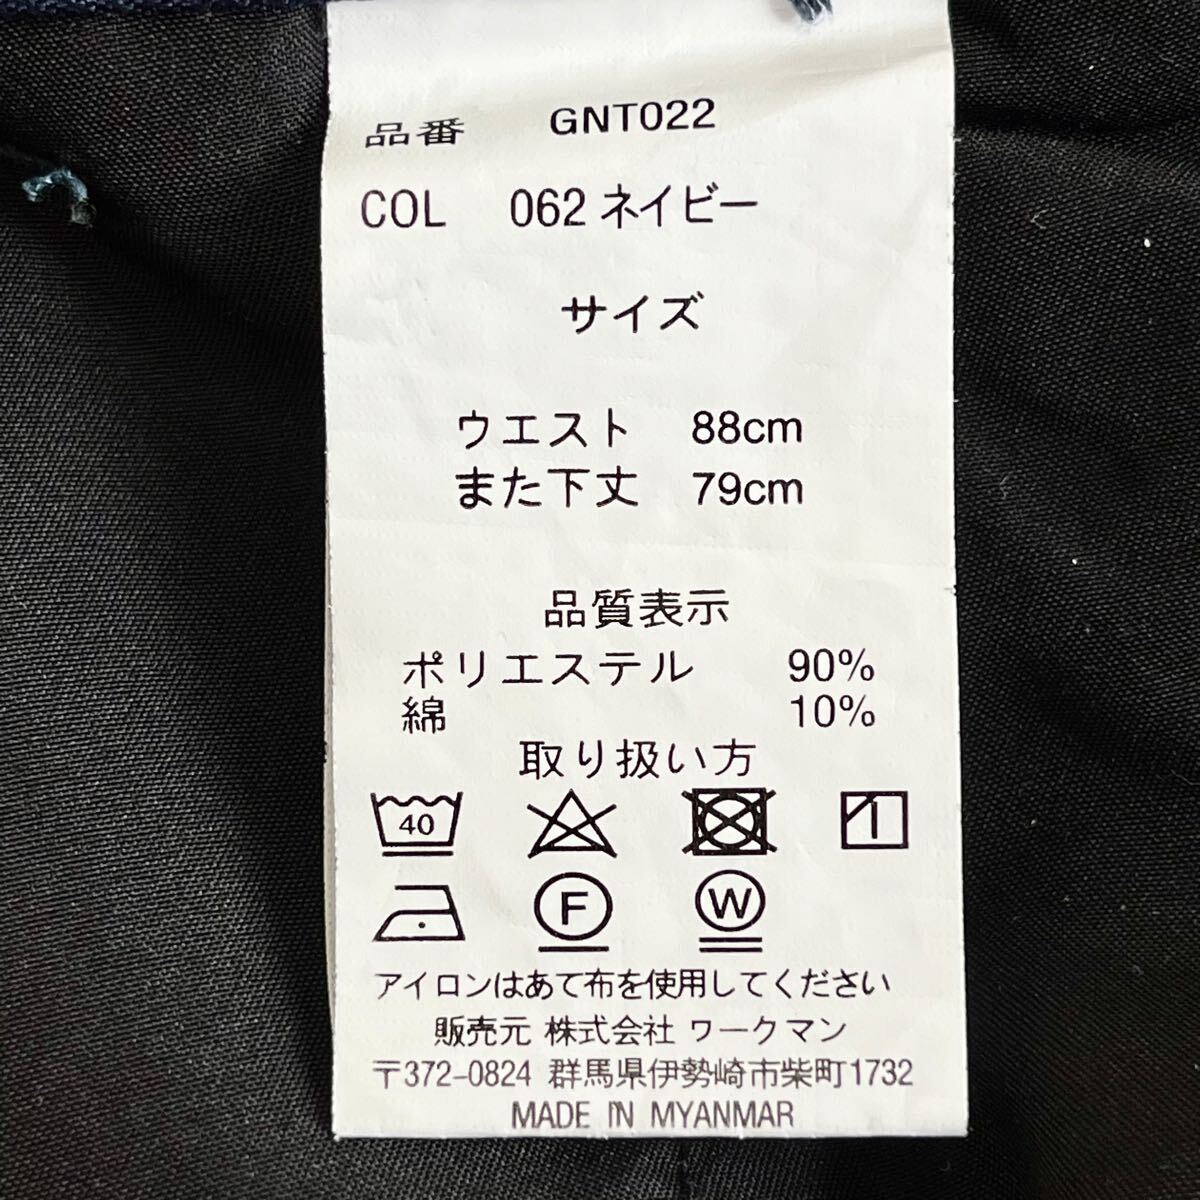 品番 GNT022
COL 062 ネイビー
サイズ
ウエスト 88cm
また下丈 79cm
品質表示
ポリエステル 90%
綿 10%
取り扱い方
40
F W
アイロンはあて布を使用してください
販売元 株式会社 ワークマン
〒372-0824 群馬県伊勢崎市柴町1732
MADE IN MYANMAR